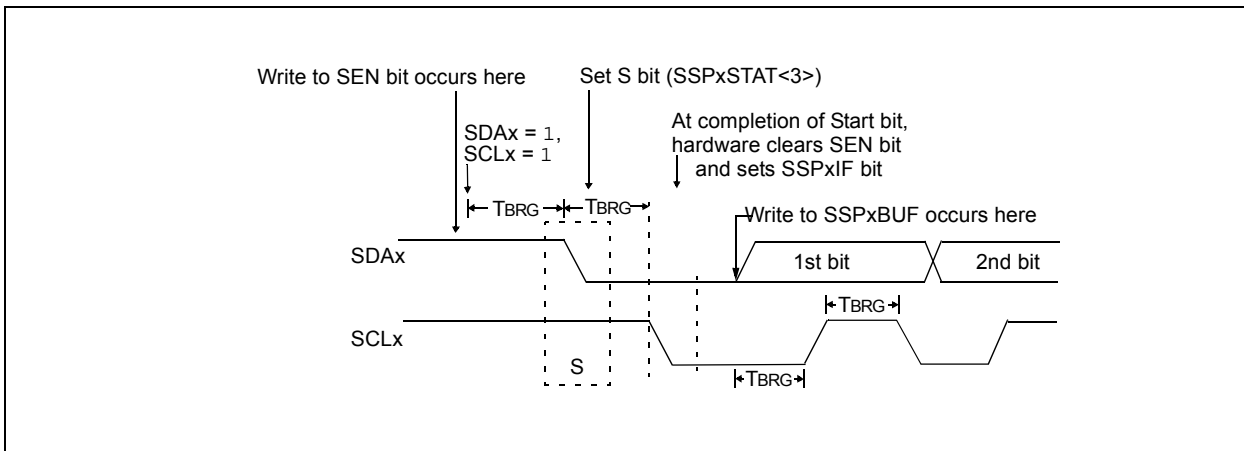 Write to SEN bit occurs here
Set S bit (SSPxSTAT<3>)
SDAx = 1,
SCLx = 1
At completion of Start bit,
hardware clears SEN bit
and sets SSPxIF bit
TBRG
TBRG
Write to SSPxBUF occurs here
SDAx
1st bit
2nd bit
TBRG
SCLx
S
TBRG